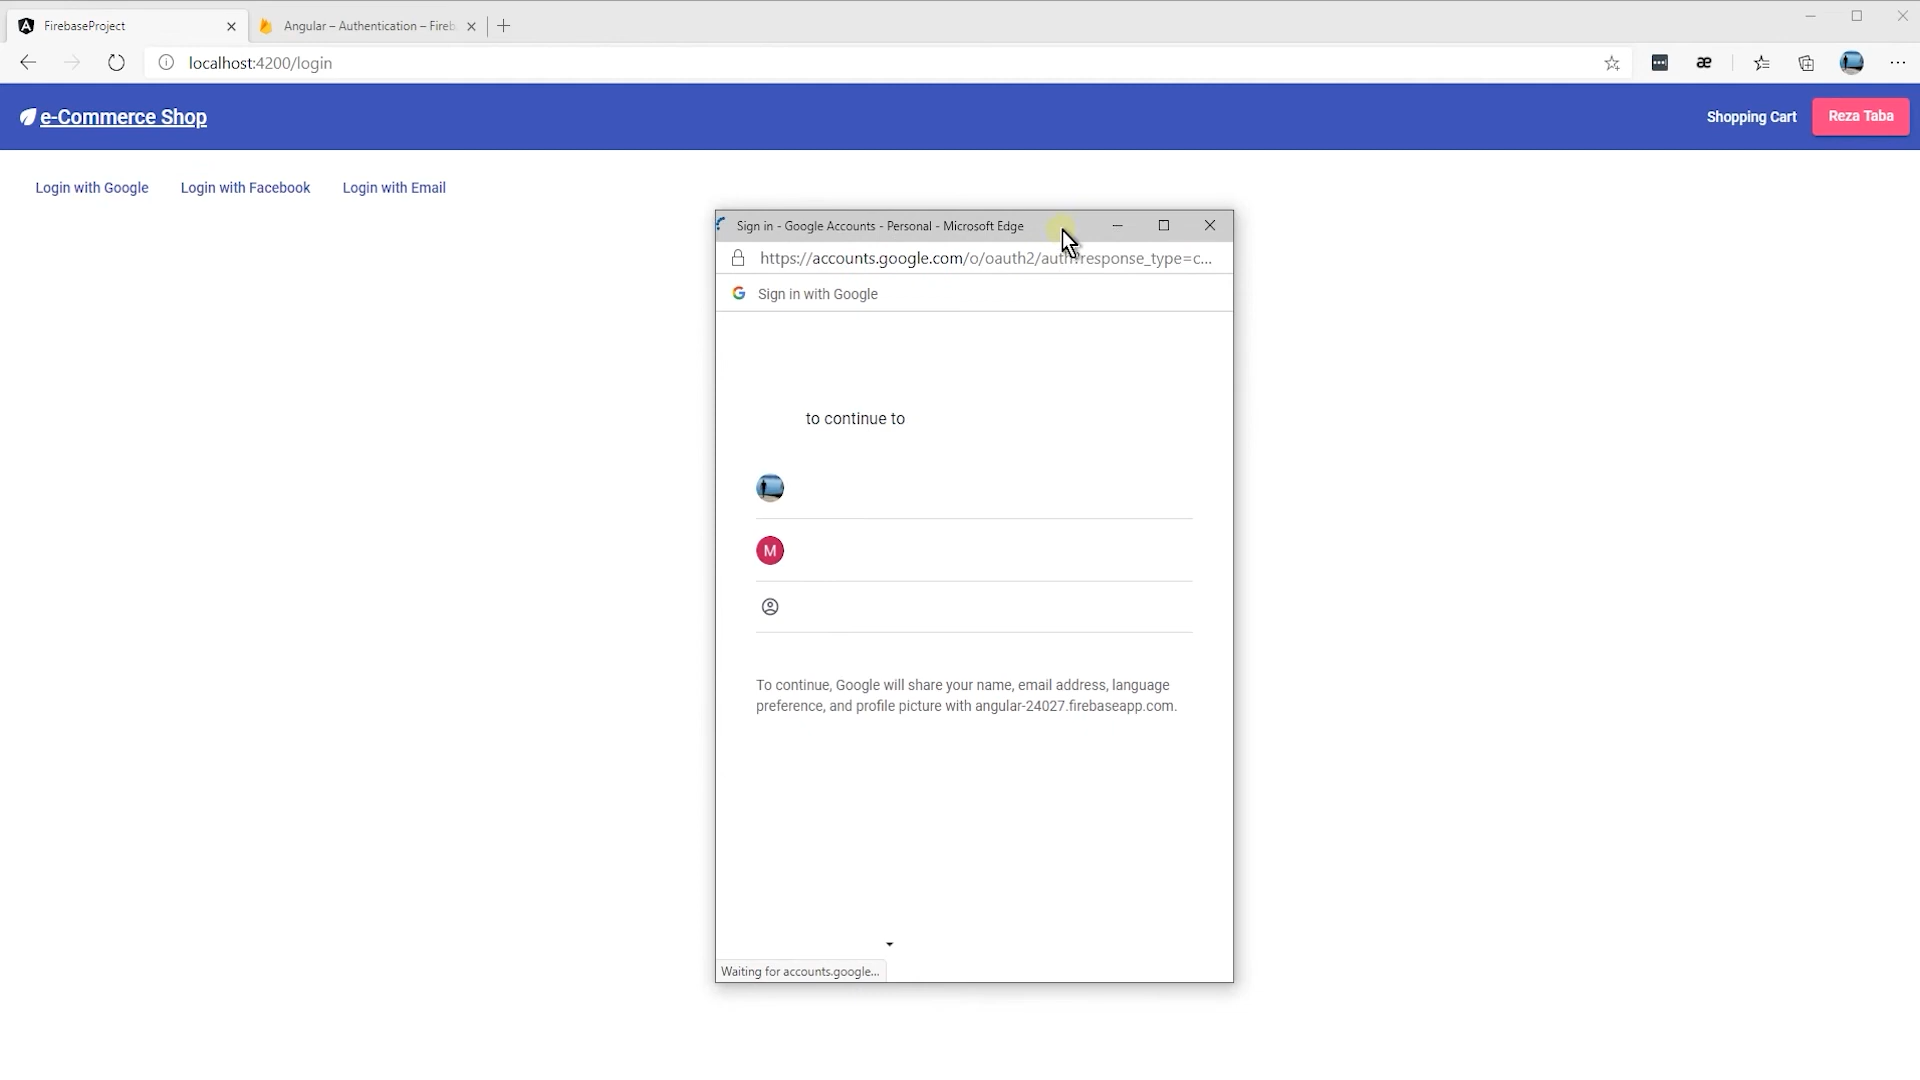 FirebaseProject
Angular – Authentication – Fireb
localhost:4200/login
e-Commerce Shop
Shopping Cart
Reza Taba
Login with Google
Login with Facebook
Login with Email
Sign in - Google Accounts - Personal - Microsoft Edge
https://accounts.google.com/o/oauth2/auth?response_type=c...
G Sign in with Google
to continue to
M
To continue, Google will share your name, email address, language
preference, and profile picture with angular-24027.firebaseapp.com.
Waiting for accounts.google...